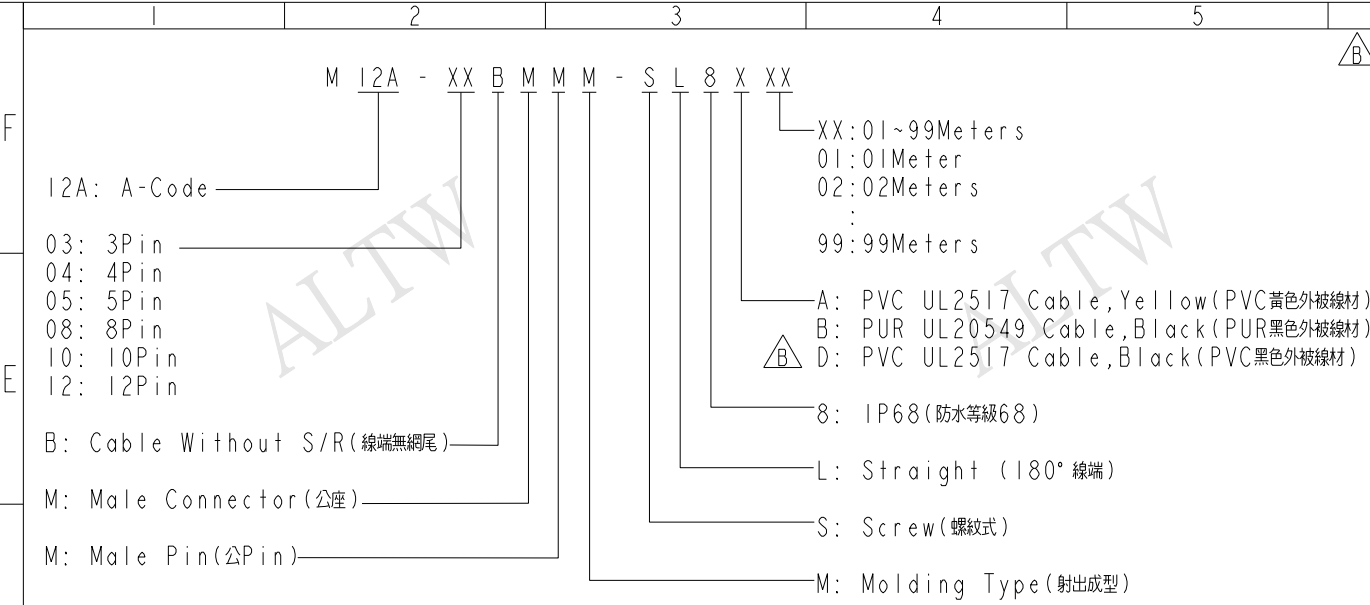 1 2 3 4 5
B
M 12A - XX B M M M - S L 8 X XX
F
XX:01~99Meters
01:01Meter
02:02Meters
:
99:99Meters
12A: A-Code
03: 3Pin
04: 4Pin
05: 5Pin
08: 8Pin
10: 10Pin
12: 12Pin
E
ALTW
ALTW
A: PVC UL2517 Cable,Yellow(PVC黃色外被線材)
B: PUR UL20549 Cable,Black(PUR黑色外被線材)
B
D: PVC UL2517 Cable,Black(PVC黑色外被線材)
8: IP68(防水等級68)
B: Cable Without S/R(線端無網尾)
L: Straight (180° 線端)
M: Male Connector(公座)
S: Screw(螺紋式)
M: Male Pin(公Pin)
M: Molding Type(射出成型)